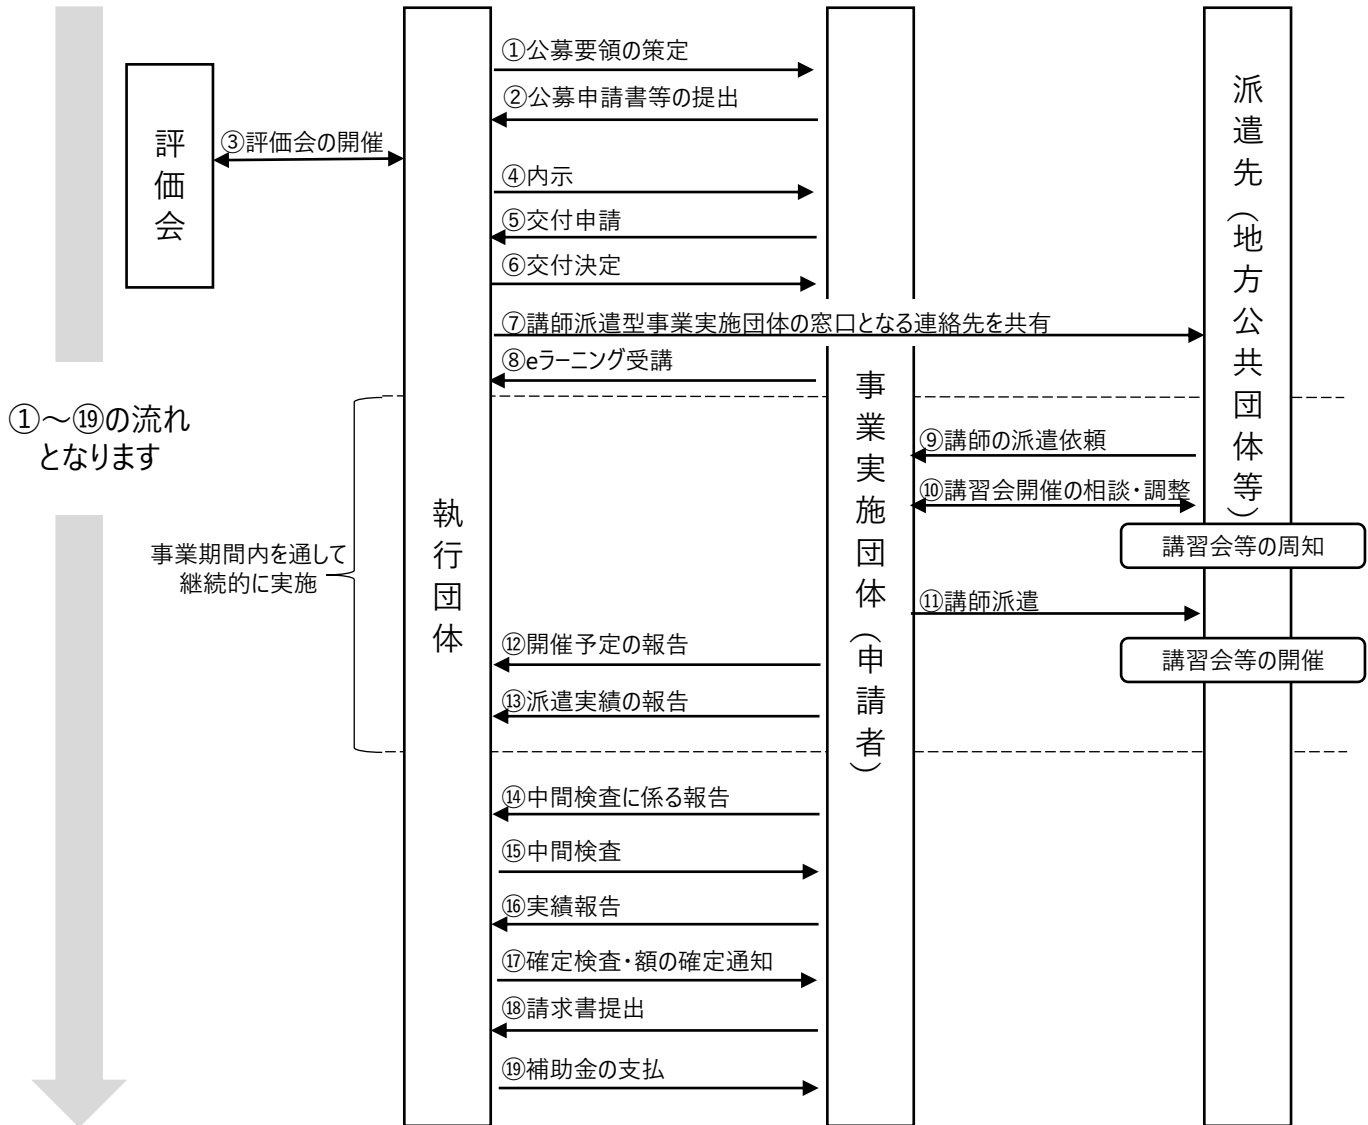 ①公募要領の策定
②公募申請書等の提出
評価会
③評価会の開催
④内示
⑤交付申請
⑥交付決定
派遣先（地方公共団体等）
⑦講師派遣型事業実施団体の窓口となる連絡先を共有
⑧eラーニング受講
①～⑲の流れ
となります
執行団体
事業実施団体（申請者）
⑨講師の派遣依頼
⑩講習会開催の相談・調整
講習会等の周知
事業期間内を通して
継続的に実施
⑪講師派遣
⑫開催予定の報告
講習会等の開催
⑬派遣実績の報告
⑭中間検査に係る報告
⑮中間検査
⑯実績報告
⑰確定検査・額の確定通知
⑱請求書提出
⑲補助金の支払